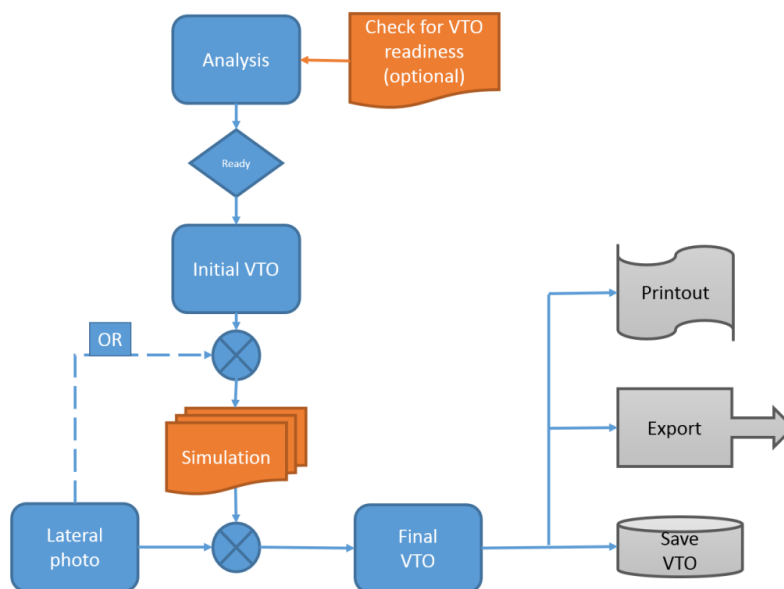 Analysis
Check for VTO
readiness
(optional)
Ready
Initial VTO
OR
Simulation
Lateral
photo
Final
VTO
Printout
Export
Save
VTO